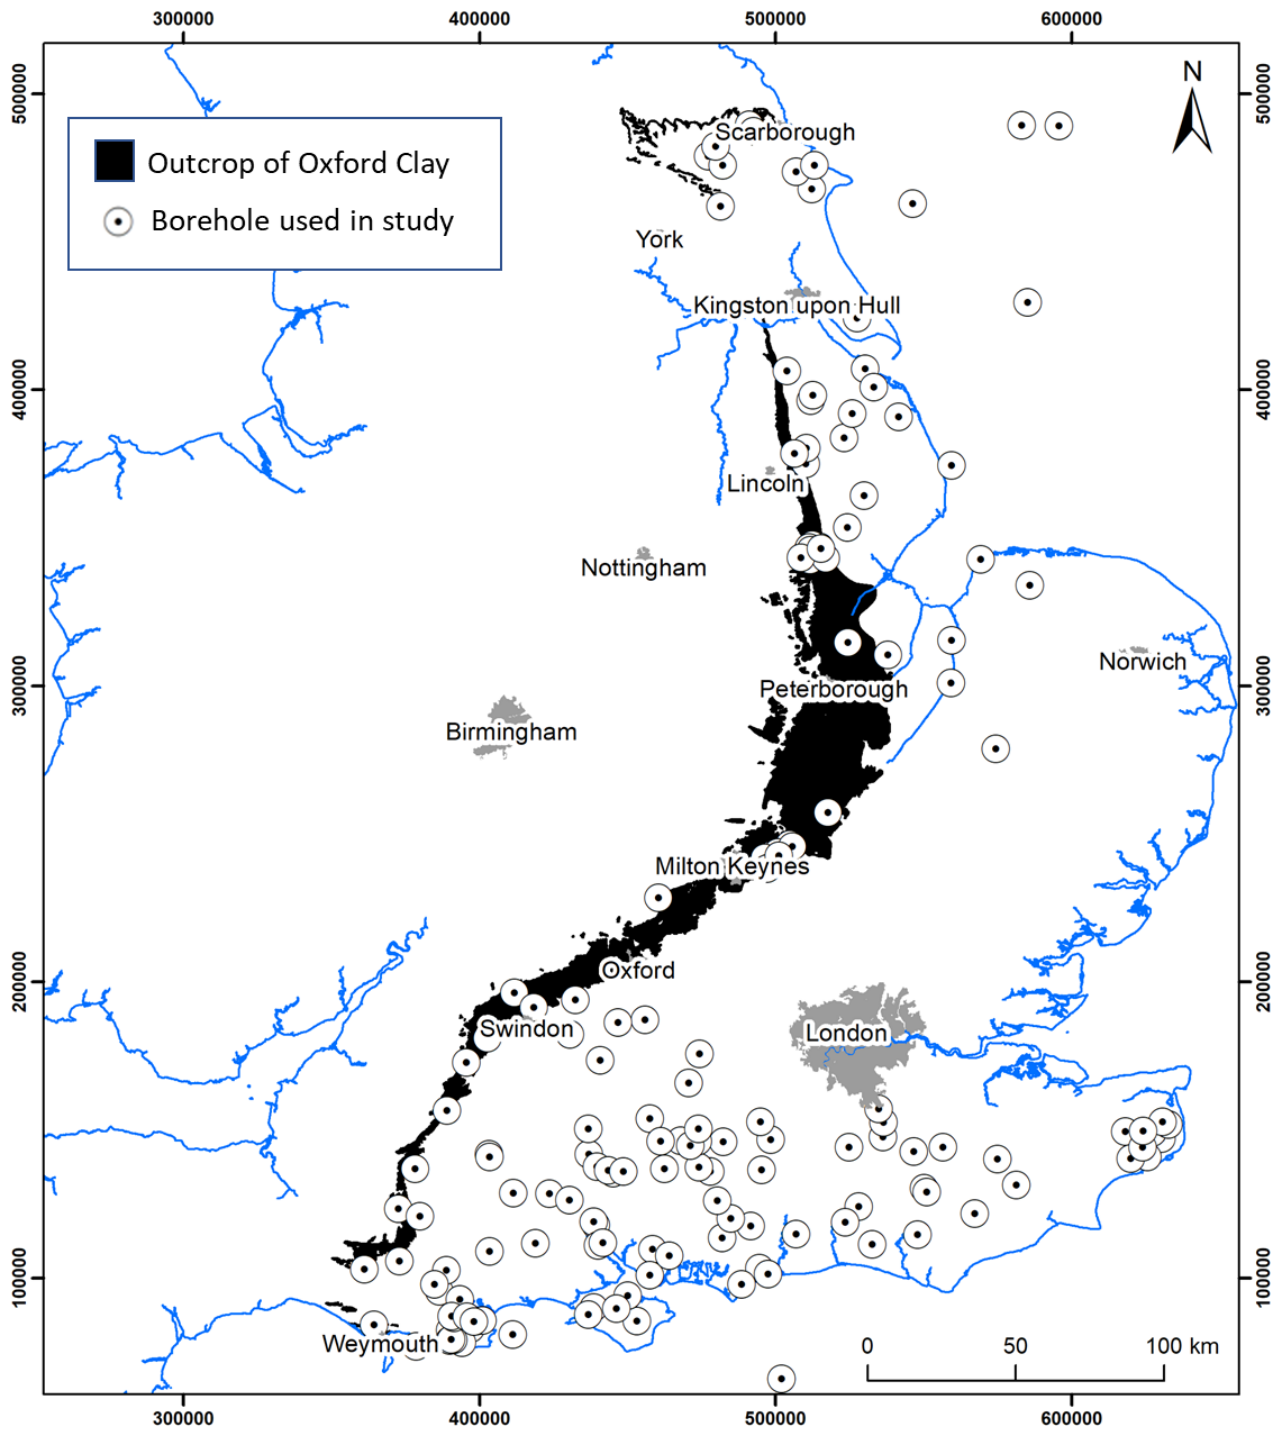 300000 400000 500000 600000
500000 500000
N
Scarborough
Outcrop of Oxford Clay
Borehole used in study
York
Kingston upon Hull
400000 400000
Lincoln
Nottingham
Norwich
300000 300000
Peterborough
Birmingham
Milton Keynes
Oxford
200000 200000
Swindon
London
100000 100000
Weymouth
0 50 100 km
300000 400000 500000 600000